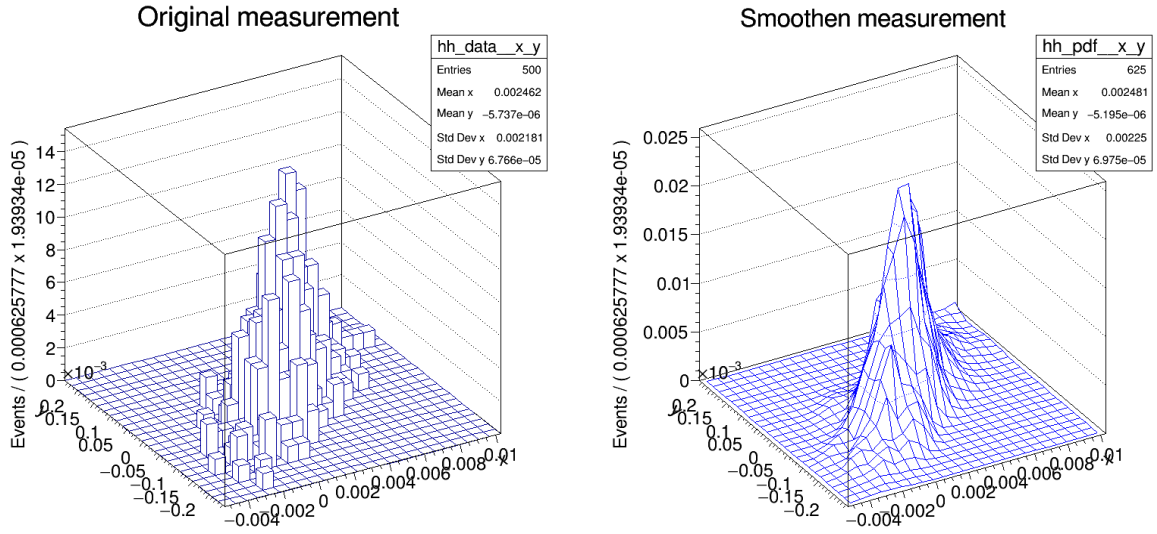 Original measurement
hh_data__x_y
Entries 500
Mean x 0.002462
Mean y −5.737e−06
Std Dev x 0.002181
Std Dev y 6.766e−05
Events / ( 0.000625777 x 1.93934e-05 )
14
12
10
8
6
4
2
0
×10−3
y
0.2
0.15
0.1
0.05
0
−0.05
−0.1
−0.15
−0.2
−0.004
−0.002
0
0.002
0.004
0.006
0.008
0.01
x
Smoothen measurement
hh_pdf__x_y
Entries 625
Mean x 0.002481
Mean y −5.195e−06
Std Dev x 0.00225
Std Dev y 6.975e−05
Events / ( 0.000625777 x 1.93934e-05 )
0.025
0.02
0.015
0.01
0.005
0
×10−3
y
0.2
0.15
0.1
0.05
0
−0.05
−0.1
−0.15
−0.2
−0.004
−0.002
0
0.002
0.004
0.006
0.008
0.01
x